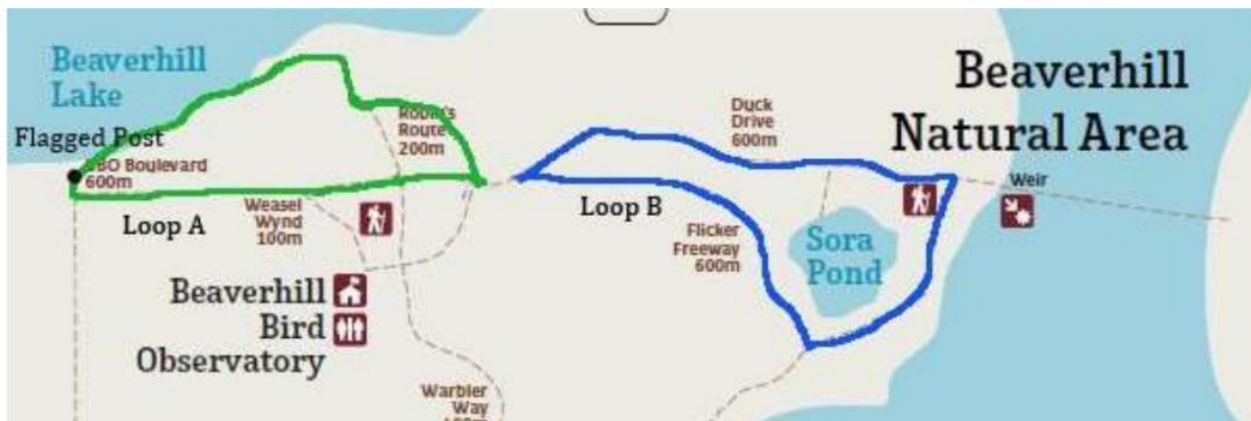 Beaverhill
Lake
Flagged Post
BBO Boulevard
600m
Loop A
Weasel
Wynd
100m
Robin's
Route
200m
Beaverhill
Bird
Observatory
Warbler
Way
Loop B
Duck
Drive
600m
Flicker
Freeway
600m
Sora
Pond
Beaverhill
Natural Area
Weir